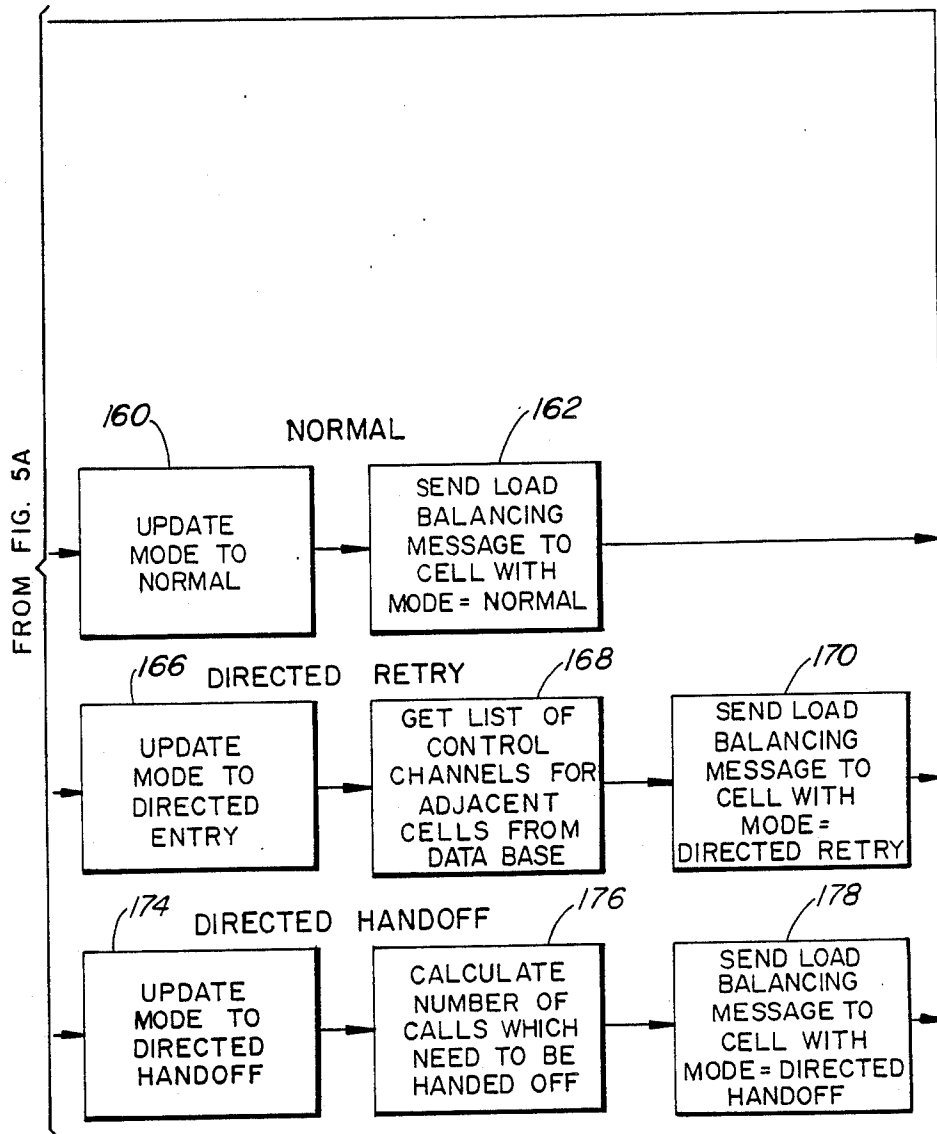 FROM FIG. 5A
160
NORMAL
162
UPDATE
MODE TO
NORMAL
SEND LOAD
BALANCING
MESSAGE TO
CELL WITH
MODE = NORMAL
166
DIRECTED RETRY
168
170
UPDATE
MODE TO
DIRECTED
ENTRY
GET LIST OF
CONTROL
CHANNELS FOR
ADJACENT
CELLS FROM
DATA BASE
SEND LOAD
BALANCING
MESSAGE TO
CELL WITH
MODE =
DIRECTED RETRY
174
DIRECTED HANDOFF
176
178
UPDATE
MODE TO
DIRECTED
HANDOFF
CALCULATE
NUMBER OF
CALLS WHICH
NEED TO BE
HANDED OFF
SEND LOAD
BALANCING
MESSAGE TO
CELL WITH
MODE = DIRECTED
HANDOFF